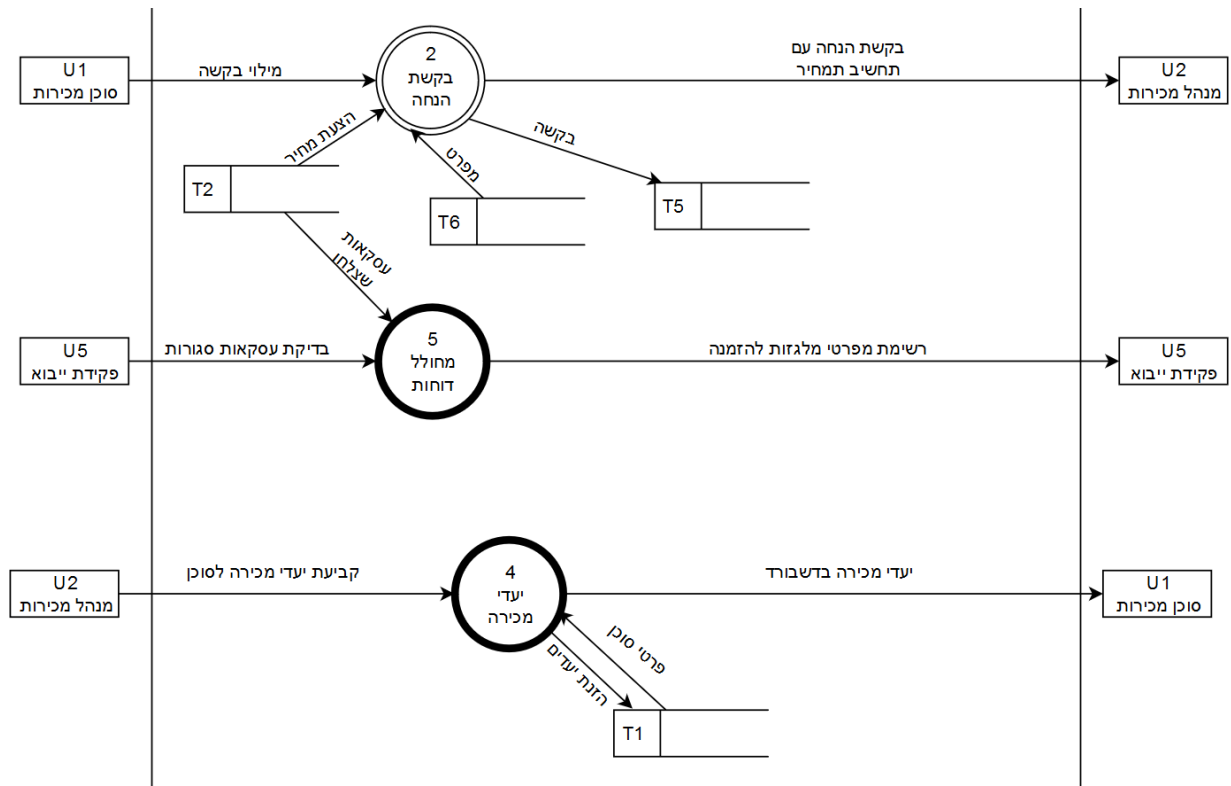 U1
סוכן מכירות
מילוי בקשה
2
בקשת
הנחה
בקשת הנחה עם
תחשיב תמחיר
U2
מנהל מכירות
הצעת מחיר
מפרט
בקשה
T2
T6
T5
עסקאות
שצלחו
U5
פקידת ייבוא
בדיקת עסקאות סגורות
5
מחולל
דוחות
רשימת מפרטי מלגזות להזמנה
U5
פקידת ייבוא
U2
מנהל מכירות
קביעת יעדי מכירה לסוכן
4
יעדי
מכירה
יעדי מכירה בדשבורד
U1
סוכן מכירות
פרטי סוכן
הזנת יעדים
T1